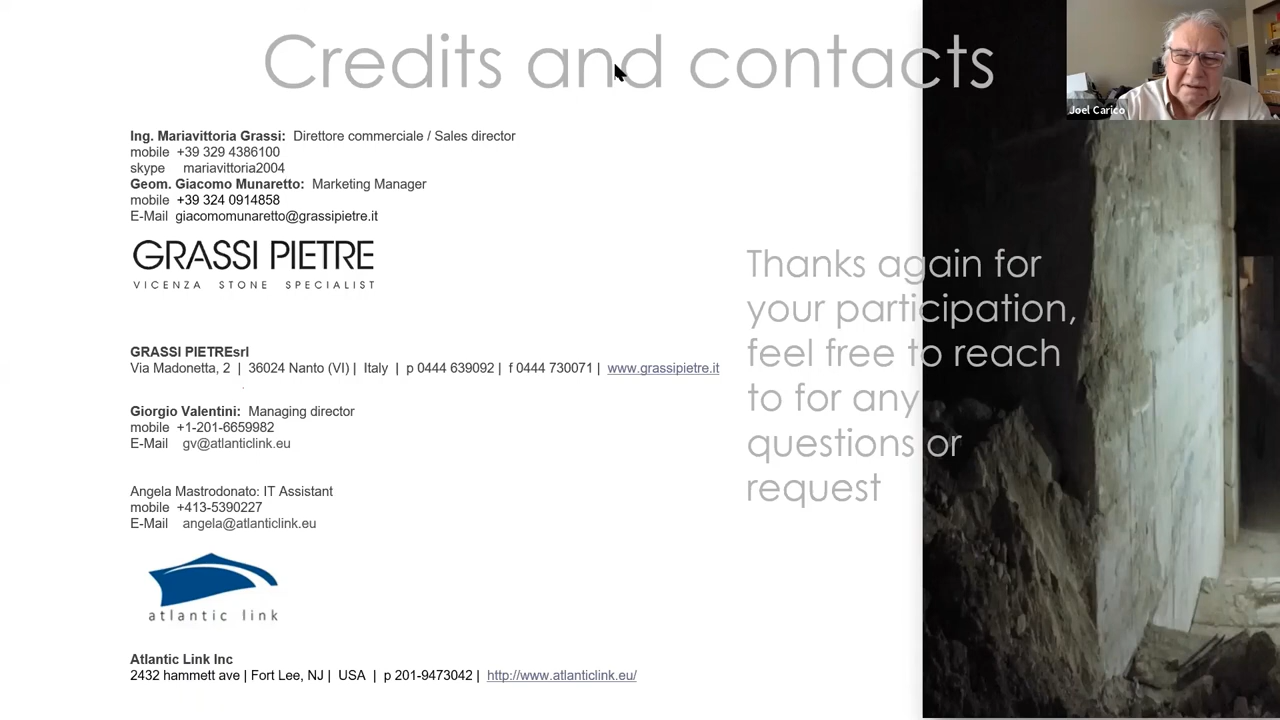 Credits and contacts
Joel Carico
Ing. Mariavittoria Grassi: Direttore commerciale / Sales director
mobile +39 329 4386100
skype mariavittoria2004
Geom. Giacomo Munaretto: Marketing Manager
mobile +39 324 0914858
E-Mail giacomomunaretto@grassipietre.it
GRASSI PIETRE
VICENZA STONE SPECIALIST
GRASSI PIETREsrl
Via Madonetta, 2 | 36024 Nanto (VI) | Italy | p 0444 639092 | f 0444 730071 | www.grassipietre.it
Giorgio Valentini: Managing director
mobile +1-201-6659982
E-Mail gv@atlanticlink.eu
Angela Mastrodonato: IT Assistant
mobile +413-5390227
E-Mail angela@atlanticlink.eu
atlantic link
Atlantic Link Inc
2432 hammett ave | Fort Lee, NJ | USA | p 201-9473042 | http://www.atlanticlink.eu/
Thanks again for
your participation,
feel free to reach
to for any
questions or
request